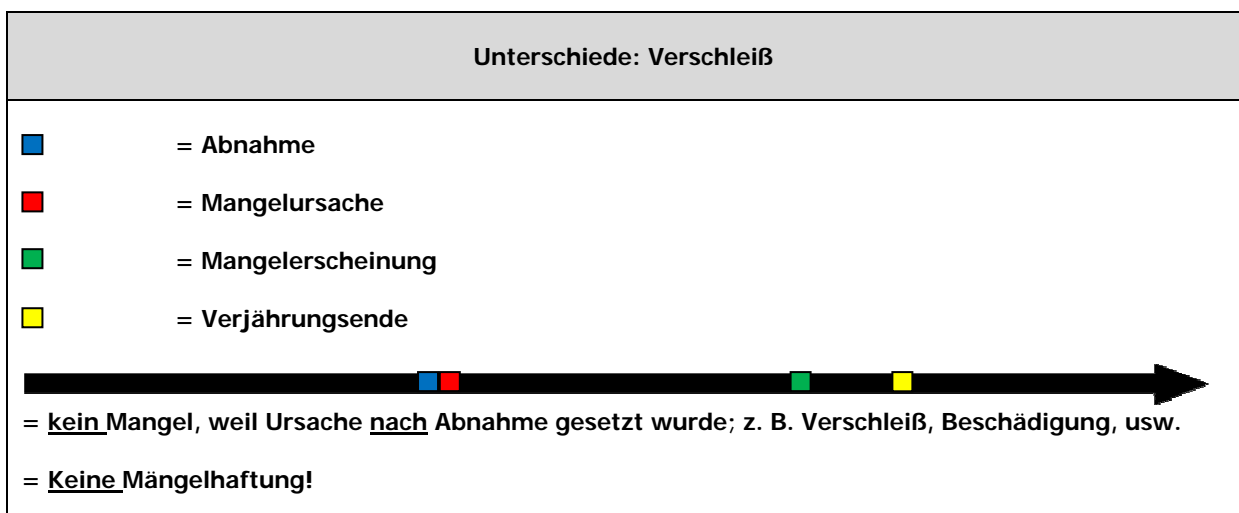 Unterschiede: Verschleiß
= Abnahme
= Mangelursache
= Mangelerscheinung
= Verjährungsende
= kein Mangel, weil Ursache nach Abnahme gesetzt wurde; z. B. Verschleiß, Beschädigung, usw.
= Keine Mängelhaftung!